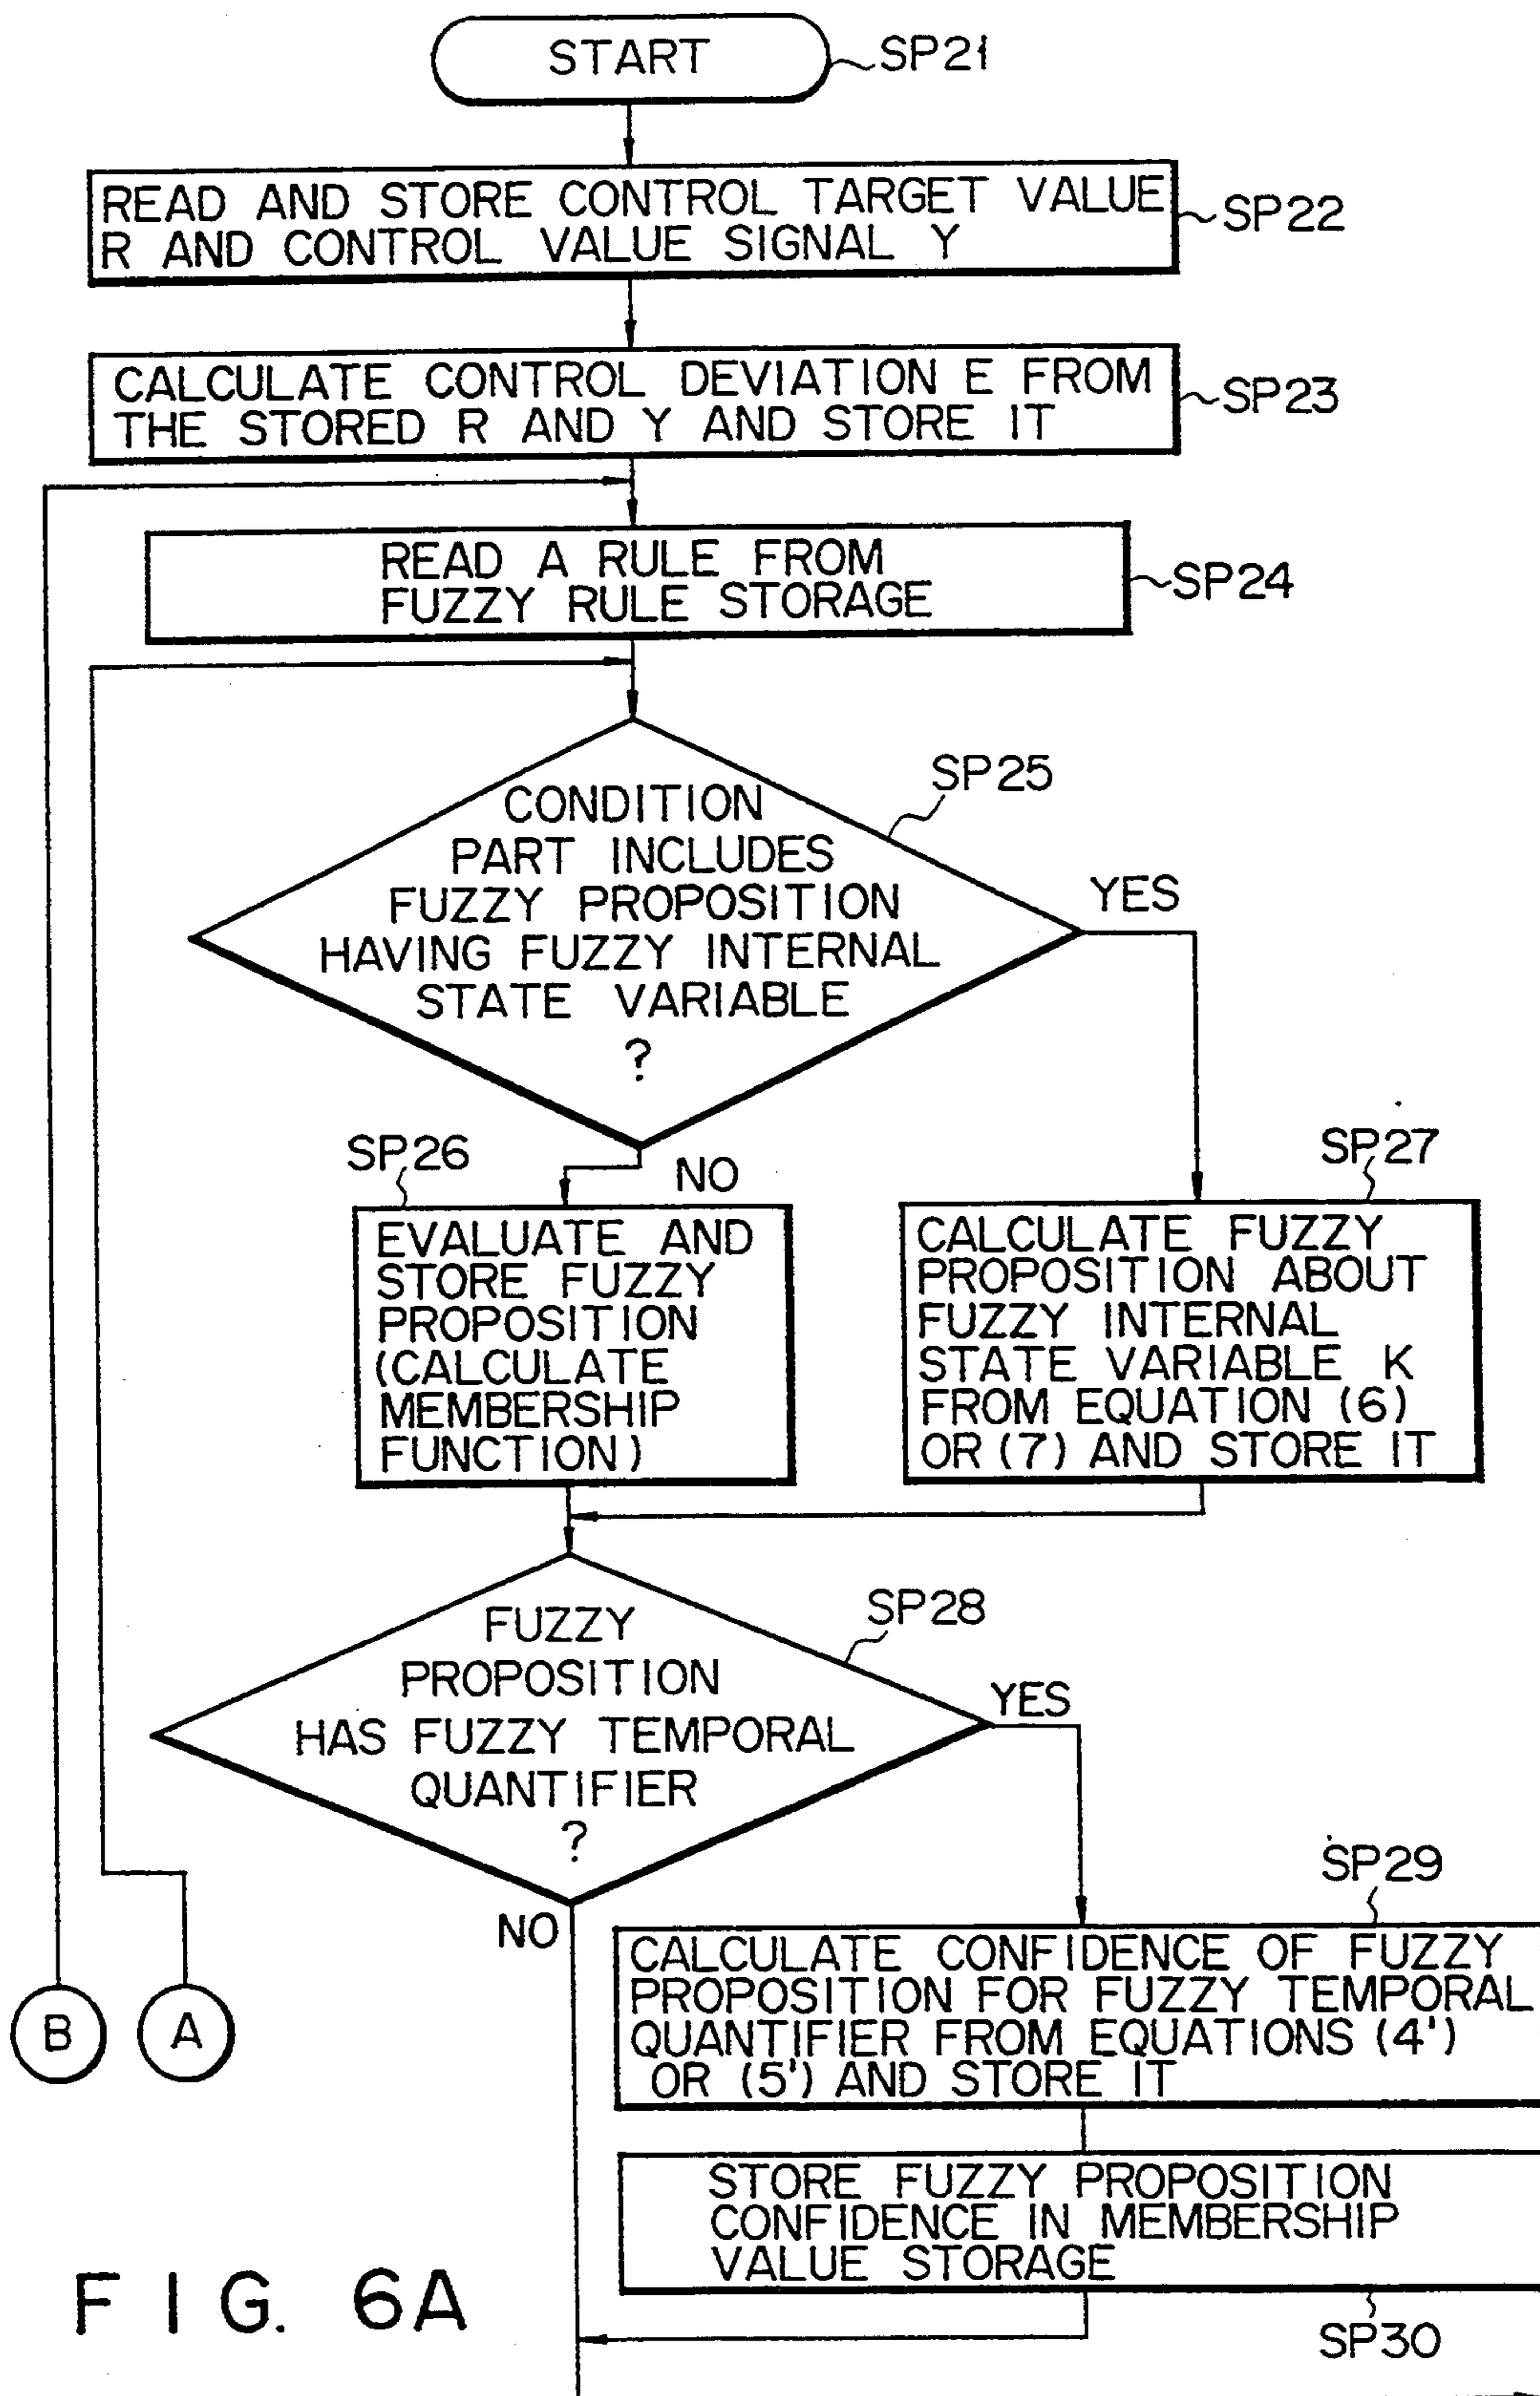 START
SP21
READ AND STORE CONTROL TARGET VALUE
R AND CONTROL VALUE SIGNAL Y
SP22
CALCULATE CONTROL DEVIATION E FROM
THE STORED R AND Y AND STORE IT
SP23
READ A RULE FROM
FUZZY RULE STORAGE
SP24
SP25
CONDITION
PART INCLUDES
FUZZY PROPOSITION
HAVING FUZZY INTERNAL
STATE VARIABLE
?
YES
NO
SP26
EVALUATE AND
STORE FUZZY
PROPOSITION
(CALCULATE
MEMBERSHIP
FUNCTION)
SP27
CALCULATE FUZZY
PROPOSITION ABOUT
FUZZY INTERNAL
STATE VARIABLE K
FROM EQUATION (6)
OR (7) AND STORE IT
SP28
FUZZY
PROPOSITION
HAS FUZZY TEMPORAL
QUANTIFIER
?
YES
NO
SP29
CALCULATE CONFIDENCE OF FUZZY
PROPOSITION FOR FUZZY TEMPORAL
QUANTIFIER FROM EQUATIONS (4')
OR (5') AND STORE IT
B
A
STORE FUZZY PROPOSITION
CONFIDENCE IN MEMBERSHIP
VALUE STORAGE
SP30
FIG. 6A